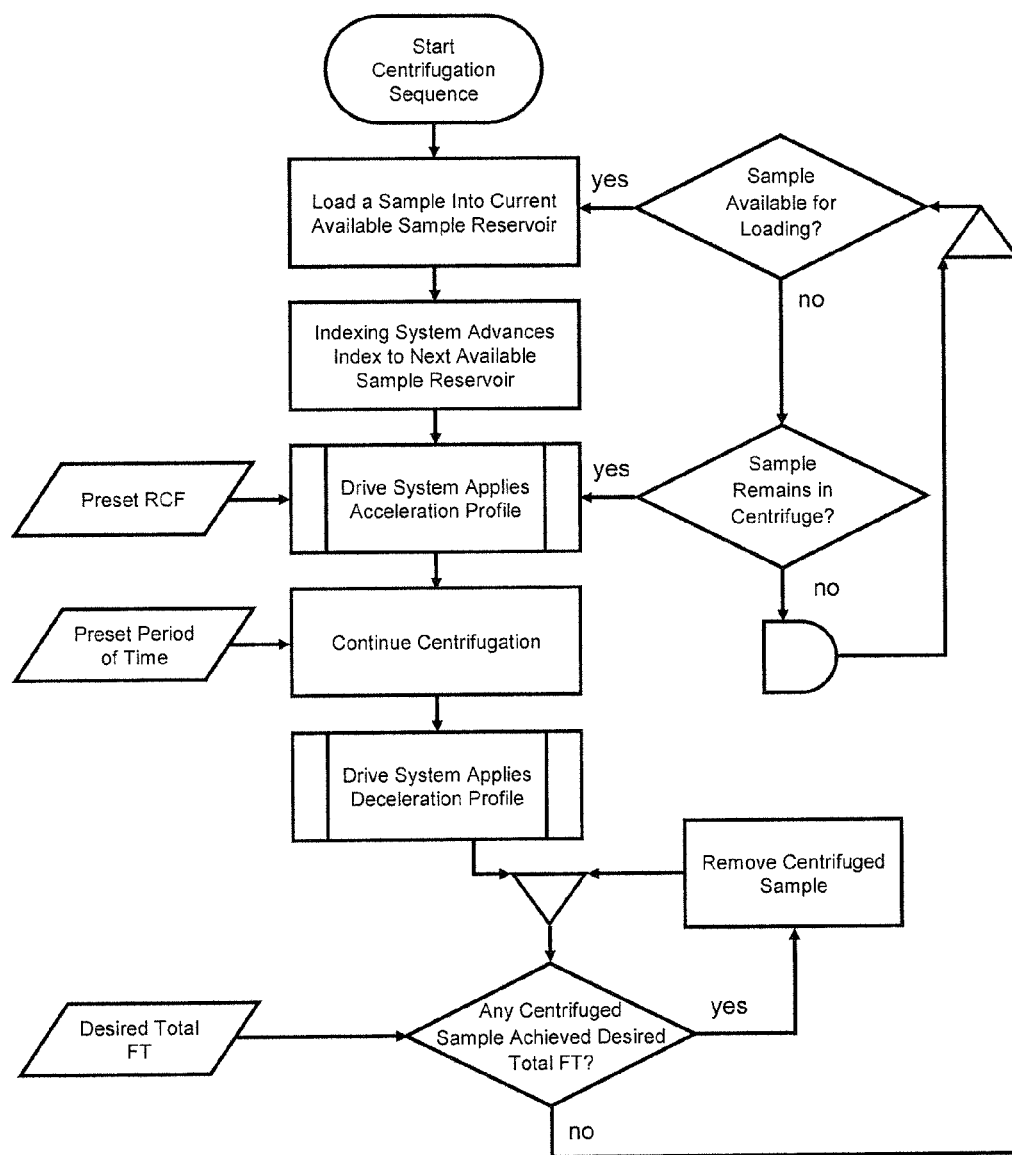 Start
Centrifugation
Sequence
Load a Sample Into Current
Available Sample Reservoir
yes
Sample
Available for
Loading?
no
Indexing System Advances
Index to Next Available
Sample Reservoir
Preset RCF
Drive System Applies
Acceleration Profile
yes
Sample
Remains in
Centrifuge?
no
Preset Period
of Time
Continue Centrifugation
Drive System Applies
Deceleration Profile
Remove Centrifuged
Sample
Desired Total
FT
Any Centrifuged
Sample Achieved Desired
Total FT?
yes
no